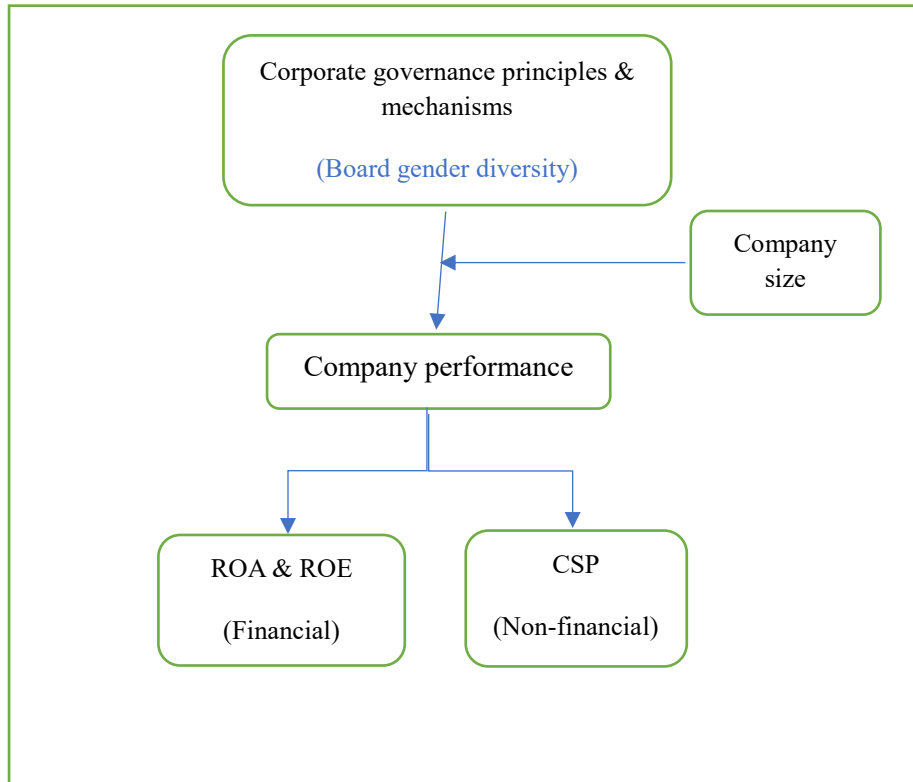 Corporate governance principles &
mechanisms
(Board gender diversity)
Company
size
Company performance
ROA & ROE
(Financial)
CSP
(Non-financial)